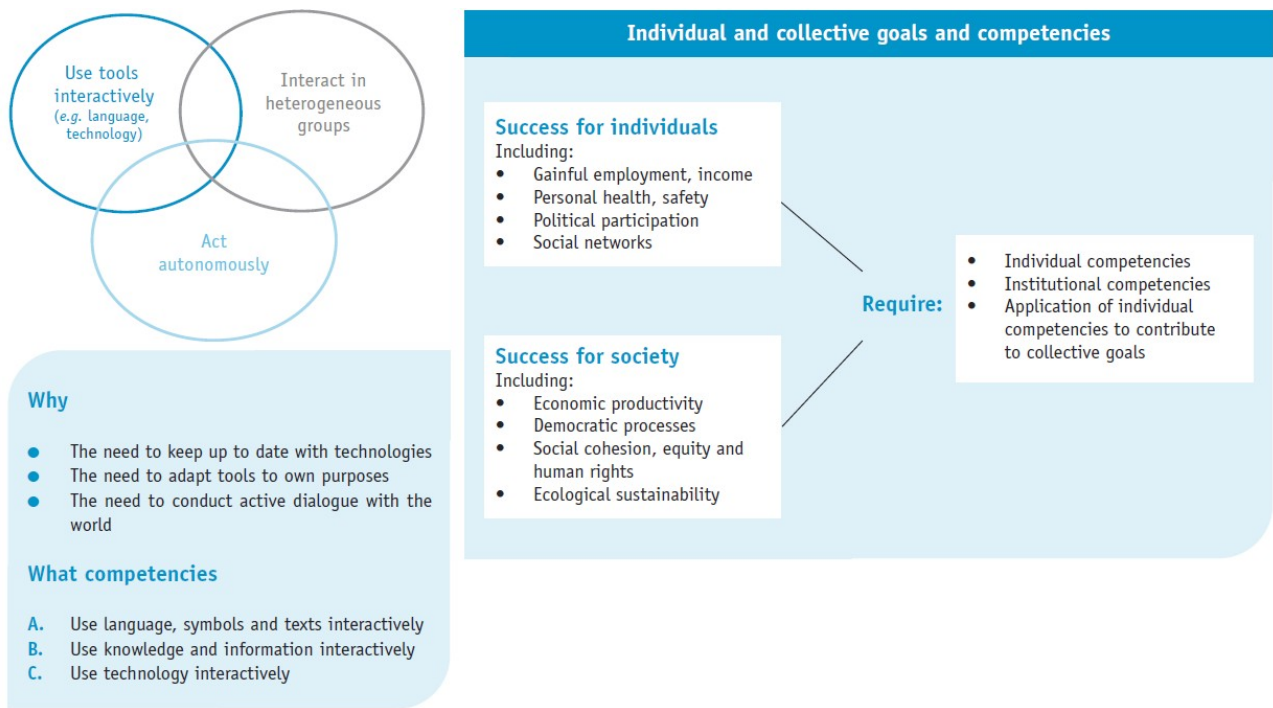 Use tools
interactively
(e.g. language,
technology)
Interact in
heterogeneous
groups
Act
autonomously
Why
● The need to keep up to date with technologies
● The need to adapt tools to own purposes
● The need to conduct active dialogue with the
world
What competencies
A. Use language, symbols and texts interactively
B. Use knowledge and information interactively
C. Use technology interactively
Individual and collective goals and competencies
Success for individuals
Including:
• Gainful employment, income
• Personal health, safety
• Political participation
• Social networks
Success for society
Including:
• Economic productivity
• Democratic processes
• Social cohesion, equity and
human rights
• Ecological sustainability
Require:
• Individual competencies
• Institutional competencies
• Application of individual
competencies to contribute
to collective goals